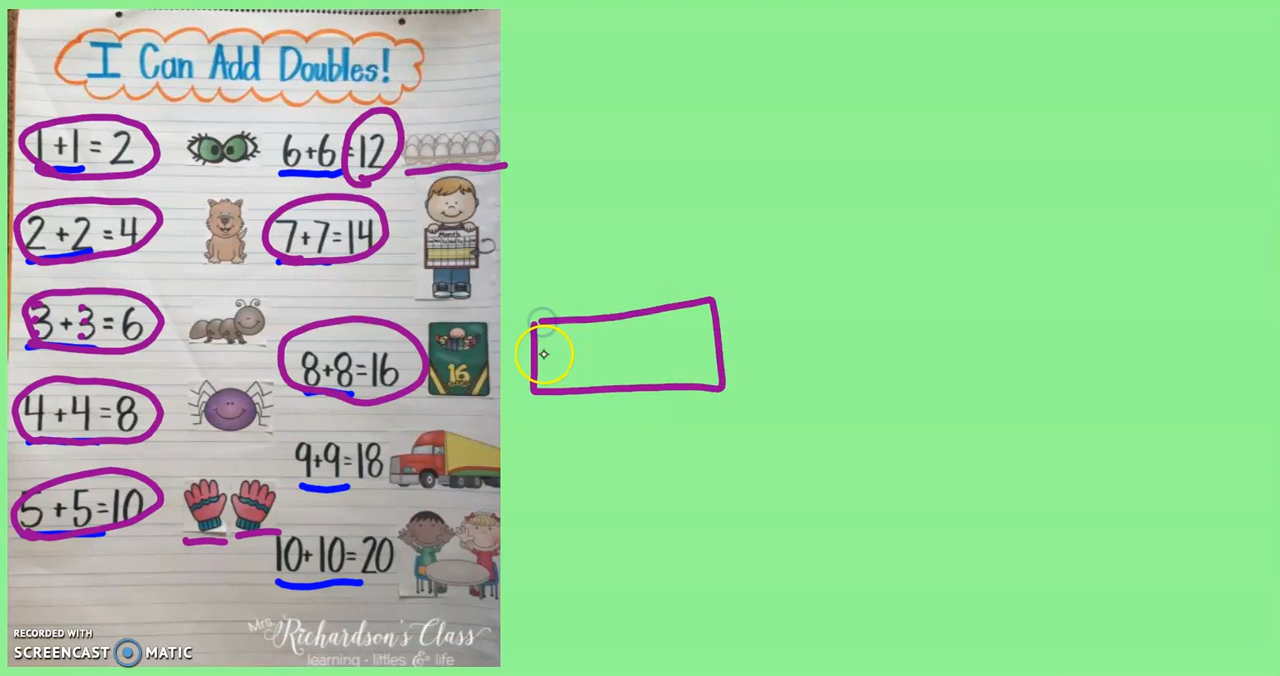 I Can Add Doubles!
1+1=2
2+2=4
3+3=6
4+4=8
5+5=10
6+6=12
7+7=14
Month
8+8=16
16
9+9=18
10+10=20
Mrs. Richardson's Class
learning • littles & life
RECORDED WITH
SCREENCAST MATIC